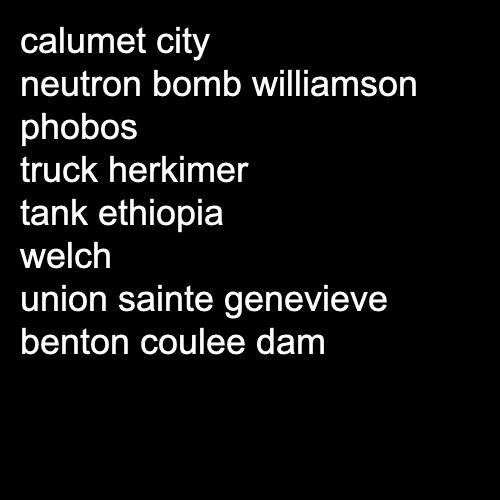 calumet city
neutron bomb williamson
phobos
truck herkimer
tank ethiopia
welch
union sainte genevieve
benton coulee dam